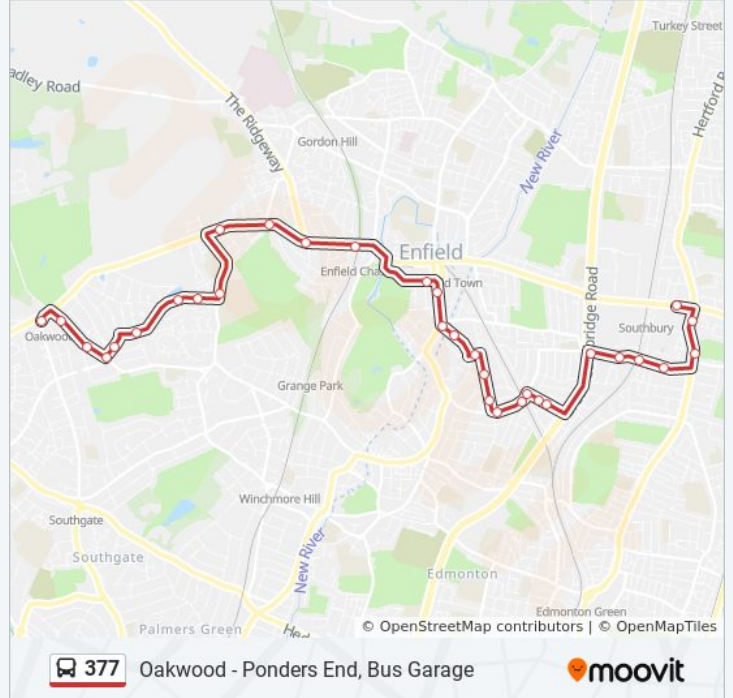 Turkey Street
adley Road
The Ridgeway
Hertford R
Gordon Hill
New River
Enfield
Enfield Cha
d Town
bridge Road
Southbury
Oakwoo
Grange Park
Winchmore Hill
Southgate
Southgate
New River
Edmonton
Edmonton Green
Palmers Green
Hed
© OpenStreetMap contributors | © OpenMapTiles
377 Oakwood - Ponders End, Bus Garage
moovit